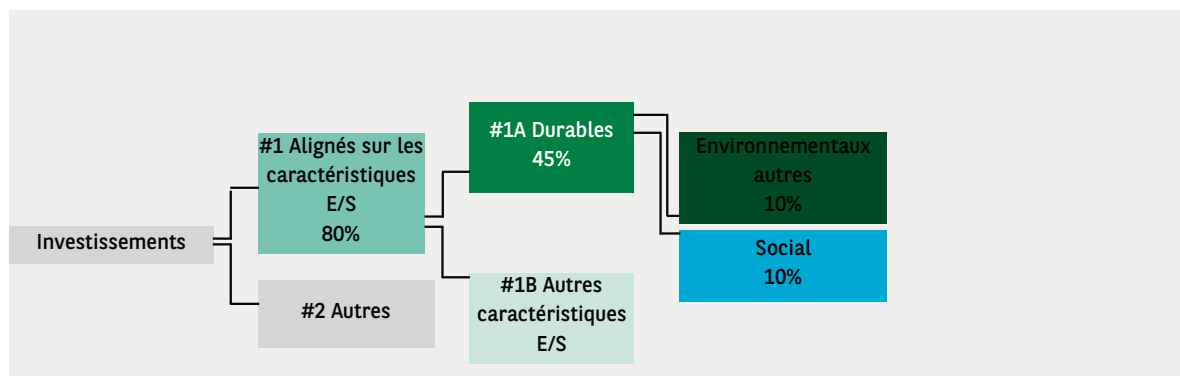 Investissements
#1 Alignés sur les
caractéristiques
E/S
80%
#2 Autres
#1A Durables
45%
#1B Autres
caractéristiques
E/S
Environnementaux
autres
10%
Social
10%